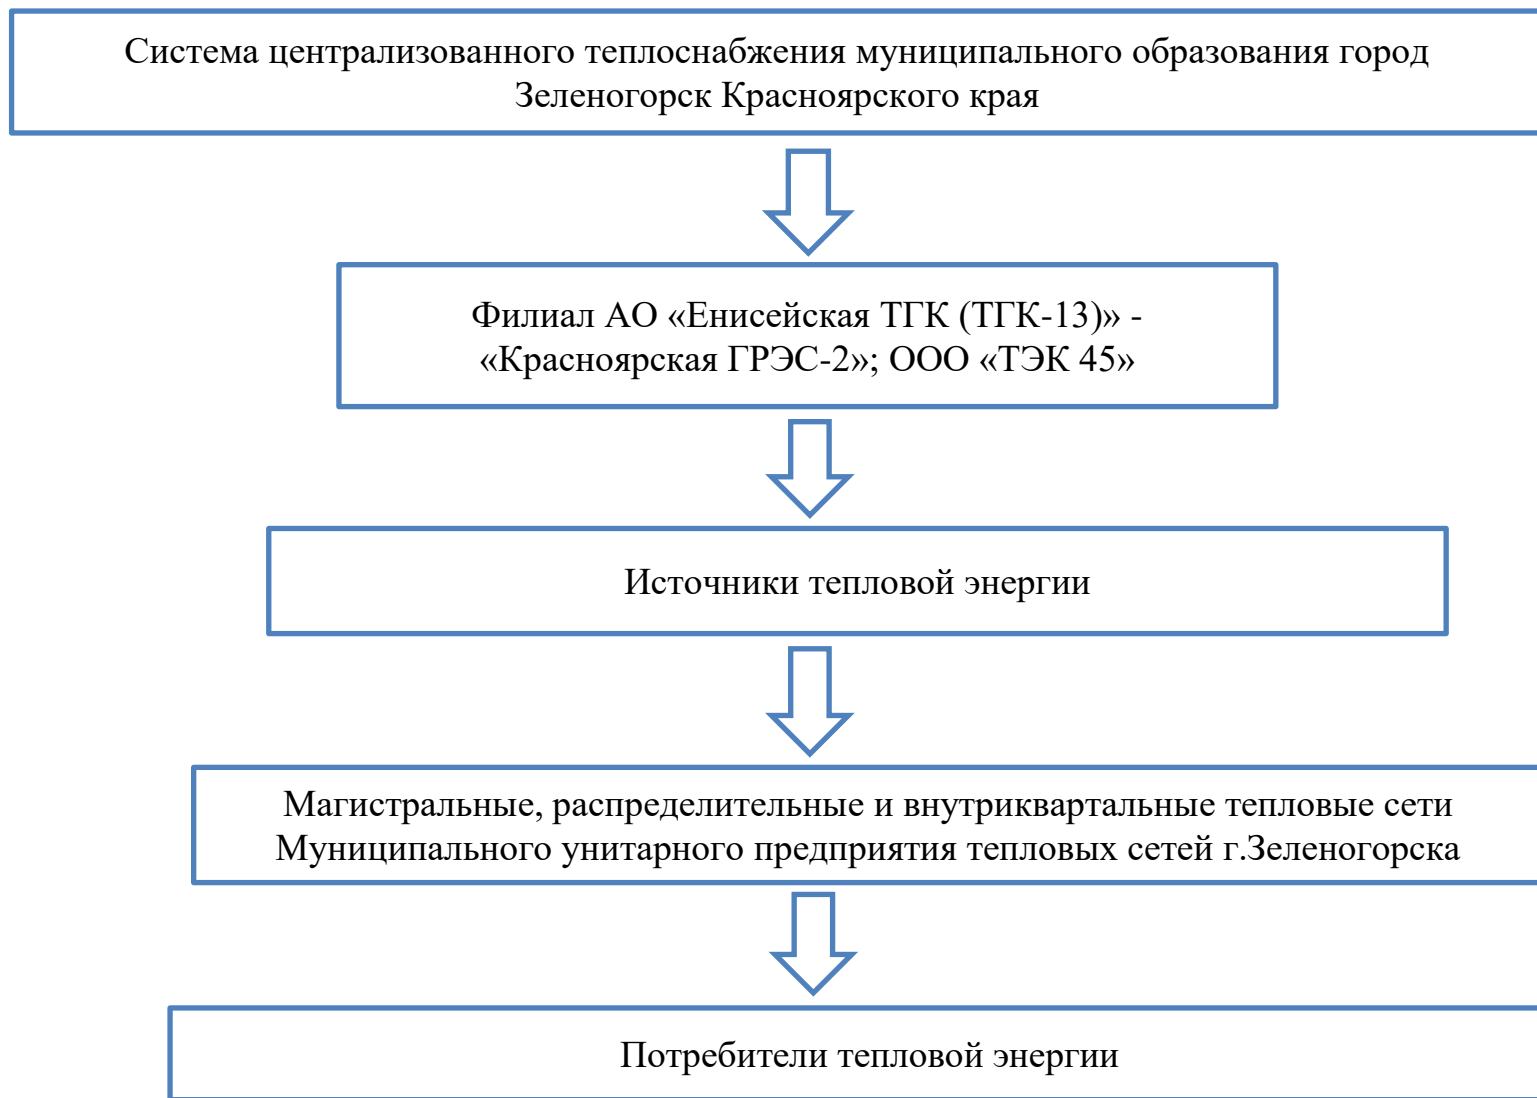 Система централизованного теплоснабжения муниципального образования город
Зеленогорск Красноярского края
Филиал АО «Енисейская ТГК (ТГК-13)» -
«Красноярская ГРЭС-2»; ООО «ТЭК 45»
Источники тепловой энергии
Магистральные, распределительные и внутриквартальные тепловые сети
Муниципального унитарного предприятия тепловых сетей г.Зеленогорска
Потребители тепловой энергии